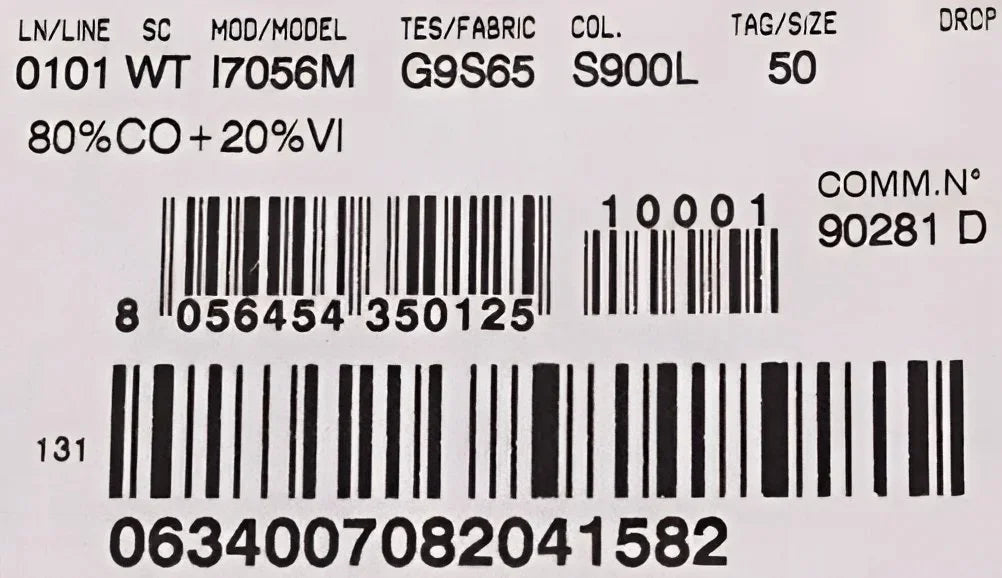 LN/LINE SC MOD/MODEL TES/FABRIC COL. TAG/SIZE DROP
0101 WT I7056M G9S65 S900L 50
80%CO+20%VI
COMM.N°
90281 D
10001
8 056454 350125
131
0634007082041582